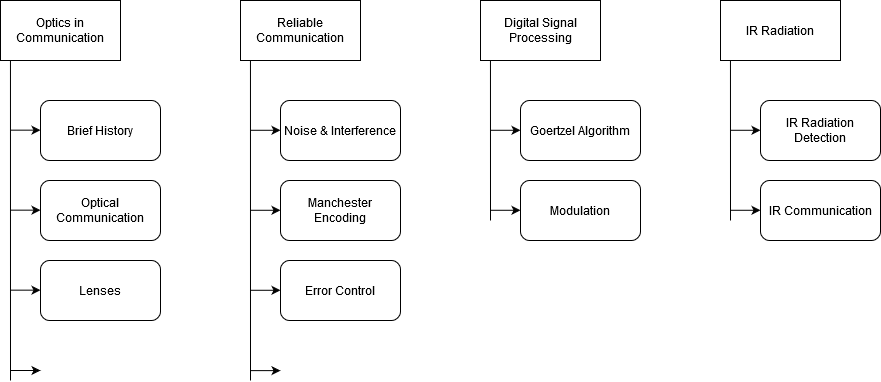 Optics in
Communication
Brief History
Optical
Communication
Lenses
Reliable
Communication
Noise & Interference
Manchester
Encoding
Error Control
Digital Signal
Processing
Goertzel Algorithm
Modulation
IR Radiation
IR Radiation
Detection
IR Communication